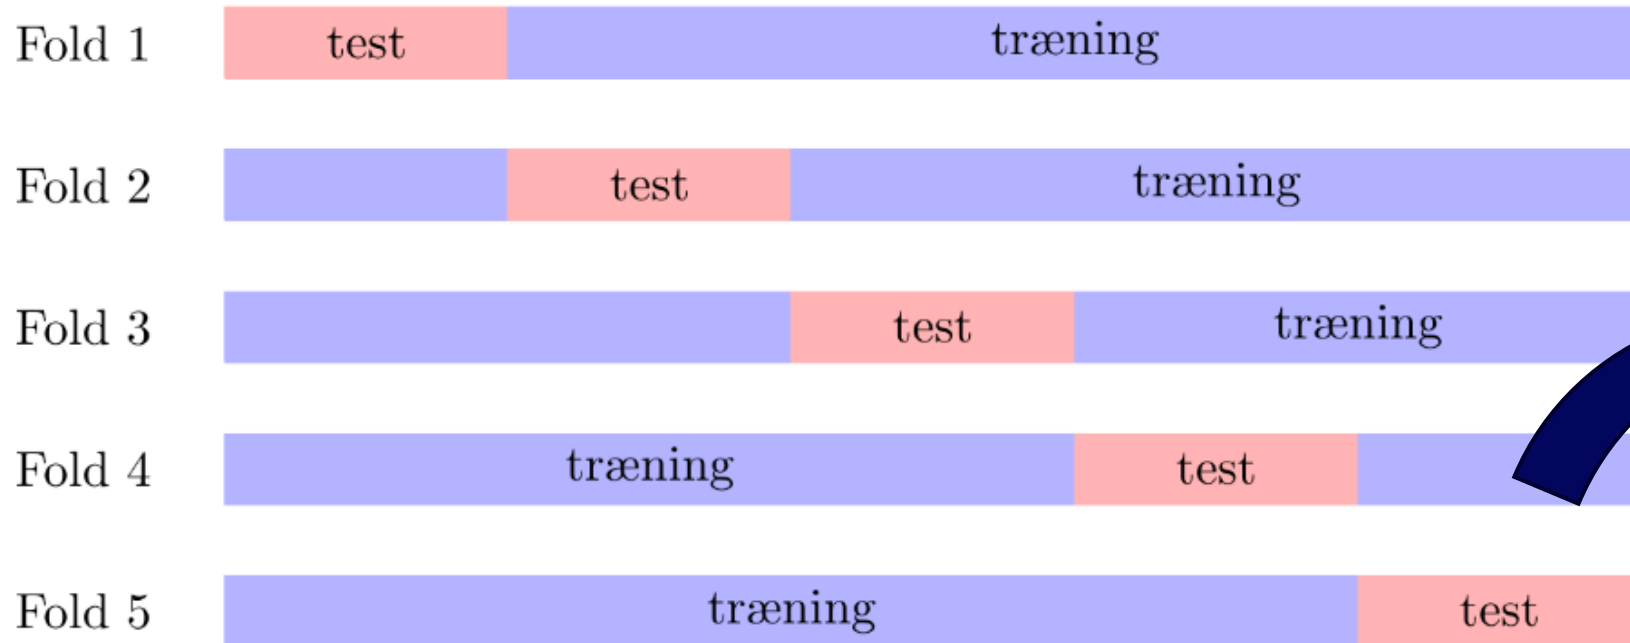 Fold 1 test træning
Fold 2 test træning
Fold 3 test træning
Fold 4 træning test
Fold 5 træning test